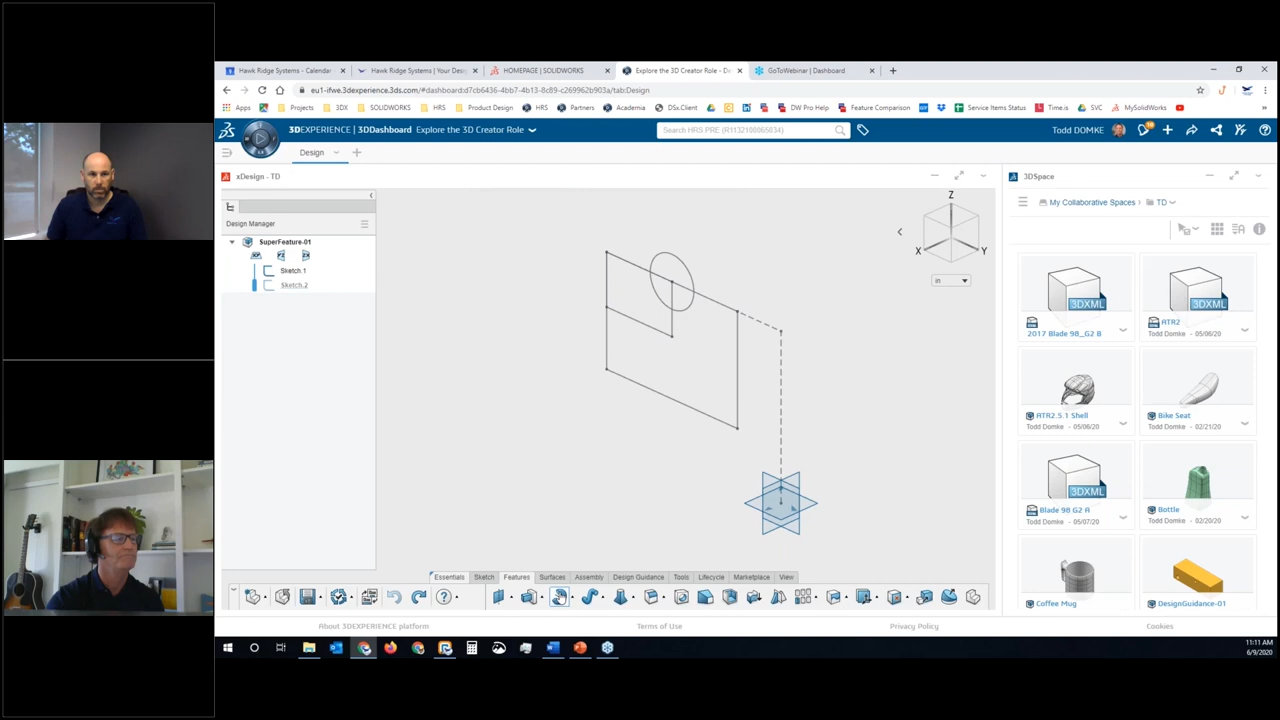 Hawk Ridge Systems - Calendar
Hawk Ridge Systems | Your Desig
HOMEPAGE | SOLIDWORKS
Explore the 3D Creator Role - De
GoToWebinar | Dashboard
eu1-ifwe.3dexperience.3ds.com/#dashboard:d7cb6436-4bb7-4b13-8c89-c269962b903a/tab:Design
Apps
Projects
3DX
SOLIDWORKS
HRS
Product Design
HRS
Partners
Academia
DSx.Client
DW Pro Help
Feature Comparison
Service Items Status
Time.is
SVC
MySolidWorks
3DEXPERIENCE | 3DDashboard Explore the 3D Creator Role
Search HRS PRE (R1132100065034)
Todd DOMKE
Design
xDesign - TD
3DSpace
Design Manager
SuperFeature-01
Sketch.1
Sketch.2
Z
X
Y
in
My Collaborative Spaces
TD
3DXML
2017 Blade 98_G2 B
3DXML
ATR2
Todd Domke - 05/06/20
ATR2.5.1 Shell
Todd Domke - 05/06/20
Bike Seat
Todd Domke - 02/21/20
3DXML
Blade 98 G2 A
Todd Domke - 05/07/20
Bottle
Todd Domke - 02/20/20
Coffee Mug
DesignGuidance-01
Essentials
Sketch
Features
Surfaces
Assembly
Design Guidance
Tools
Lifecycle
Marketplace
View
About 3DEXPERIENCE platform
Terms of Use
Privacy Policy
Cookies
11:11 AM
6/9/2020